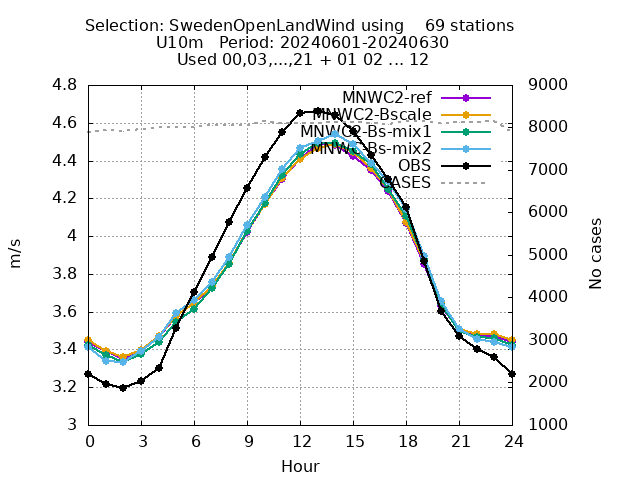 Selection: SwedenOpenLandWind using 69 stations
U10m Period: 20240601-20240630
Used 00,03,...,21 + 01 02 ... 12
4.8
4.6
4.4
4.2
4
3.8
3.6
3.4
3.2
3
m/s
MNWC2-ref
MNWC2-Bscale
MNWC2-Bs-mix1
MNWC2-Bs-mix2
OBS
CASES
9000
8000
7000
6000
5000
4000
3000
2000
1000
No cases
0 3 6 9 12 15 18 21 24
Hour